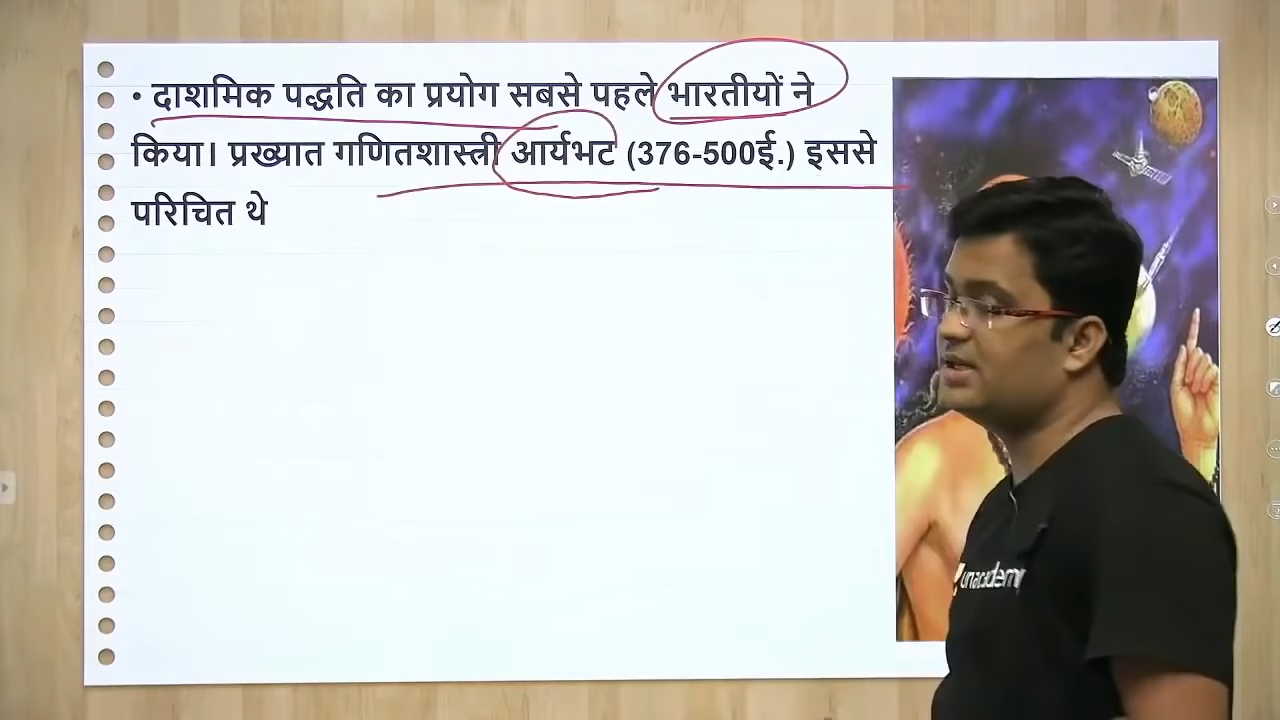 • दाशमिक पद्धति का प्रयोग सबसे पहले भारतीयों ने
किया। प्रख्यात गणितशास्त्री आर्यभट (376-500ई.) इससे
परिचित थे
unacademy